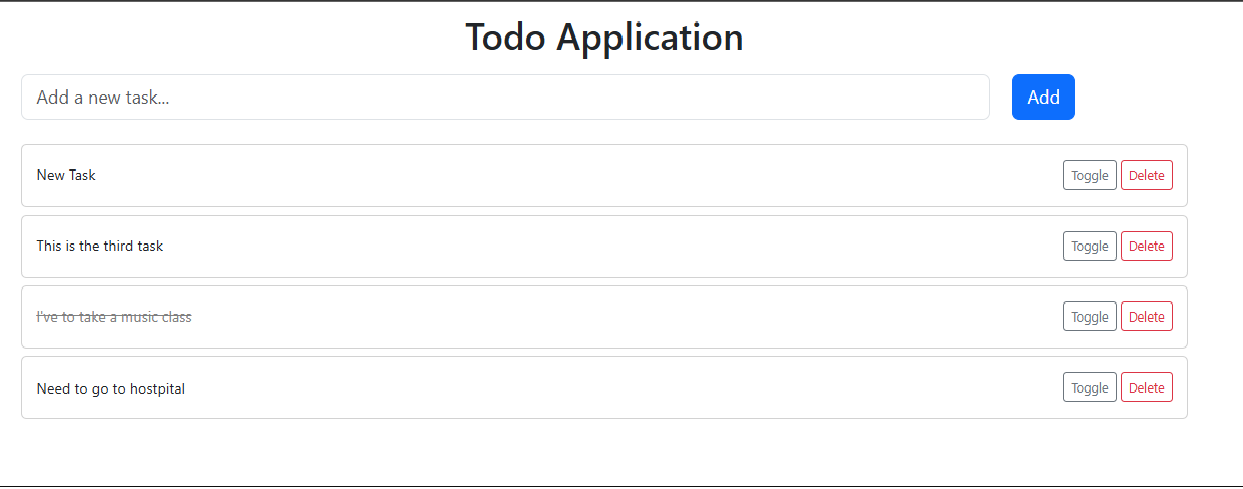 Todo Application
Add a new task...
Add
New Task
Toggle
Delete
This is the third task
Toggle
Delete
I've to take a music class
Toggle
Delete
Need to go to hostpital
Toggle
Delete